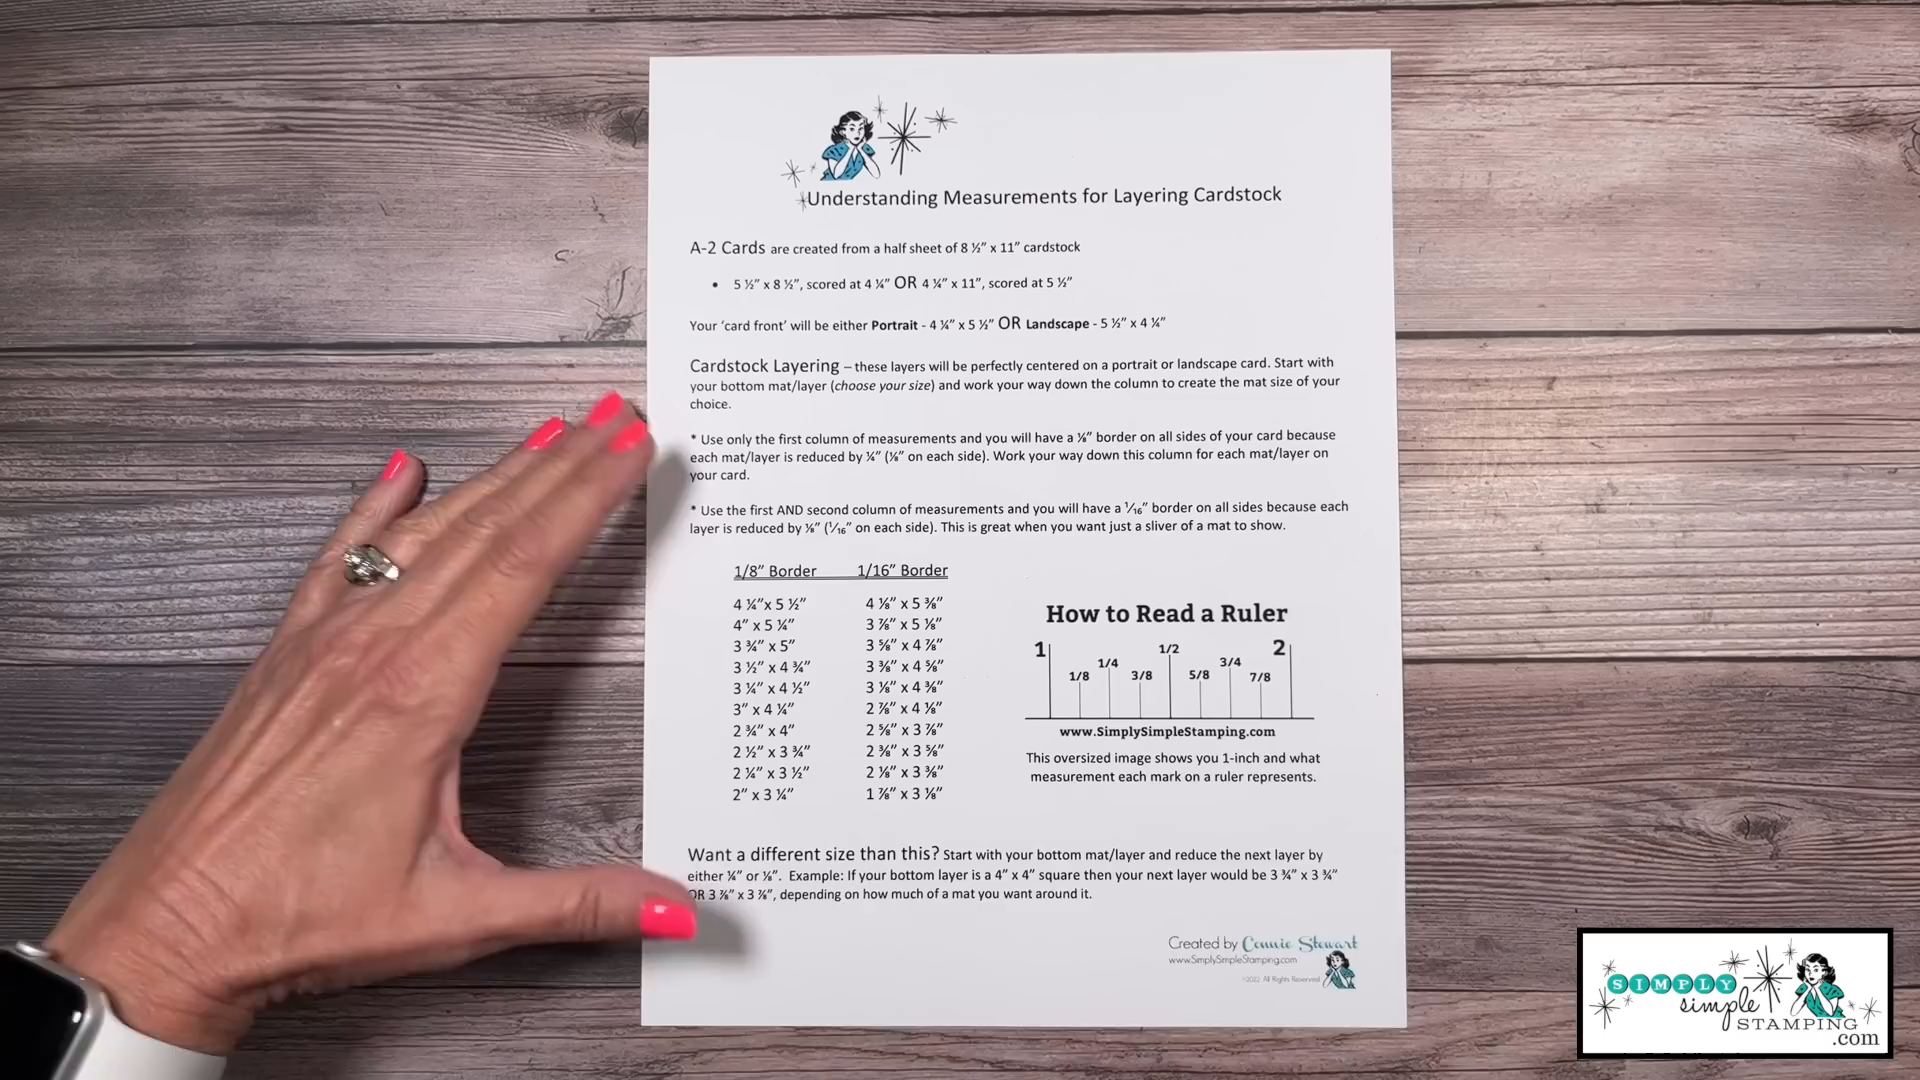 Understanding Measurements for Layering Cardstock
A-2 Cards are created from a half sheet of 8 ½” x 11” cardstock
• 5 ½” x 8 ½”, scored at 4 ¼” OR 4 ¼” x 11”, scored at 5 ½”
Your ‘card front’ will be either Portrait - 4 ¼” x 5 ½” OR Landscape - 5 ½” x 4 ¼”
Cardstock Layering – these layers will be perfectly centered on a portrait or landscape card. Start with
your bottom mat/layer (choose your size) and work your way down the column to create the mat size of your
choice.
* Use only the first column of measurements and you will have a ⅛” border on all sides of your card because
each mat/layer is reduced by ¼” (⅛” on each side). Work your way down this column for each mat/layer on
your card.
* Use the first AND second column of measurements and you will have a ¹⁄₁₆” border on all sides because each
layer is reduced by ⅛” (¹⁄₁₆” on each side). This is great when you want just a sliver of a mat to show.
1/8” Border 1/16” Border
4 ¼”x 5 ½” 4 ⅛” x 5 ⅜”
4” x 5 ¼” 3 ⅞” x 5 ⅛”
3 ¾” x 5” 3 ⅝” x 4 ⅞”
3 ½” x 4 ¾” 3 ⅜” x 4 ⅝”
3 ¼” x 4 ½” 3 ⅛” x 4 ⅜”
3” x 4 ¼” 2 ⅞” x 4 ⅛”
2 ¾” x 4” 2 ⅝” x 3 ⅞”
2 ½” x 3 ¾” 2 ⅜” x 3 ⅝”
2 ¼” x 3 ½” 2 ⅛” x 3 ⅜”
2” x 3 ¼” 1 ⅞” x 3 ⅛”
How to Read a Ruler
1 1/8 1/4 3/8 1/2 5/8 3/4 7/8 2
www.SimplySimpleStamping.com
This oversized image shows you 1-inch and what
measurement each mark on a ruler represents.
Want a different size than this? Start with your bottom mat/layer and reduce the next layer by
either ¼” or ⅛”. Example: If your bottom layer is a 4” x 4” square then your next layer would be 3 ¾” x 3 ¾”
OR 3 ⅞” x 3 ⅞”, depending on how much of a mat you want around it.
Created by Connie Stewart
www.SimplySimpleStamping.com
©2022 All Rights Reserved
SIMPLY
simple
STAMPING
.com